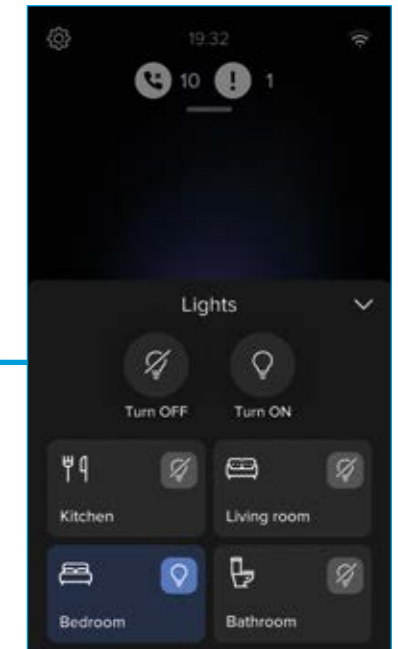 19:32
10 1
Lights
Turn OFF Turn ON
Kitchen Living room
Bedroom Bathroom